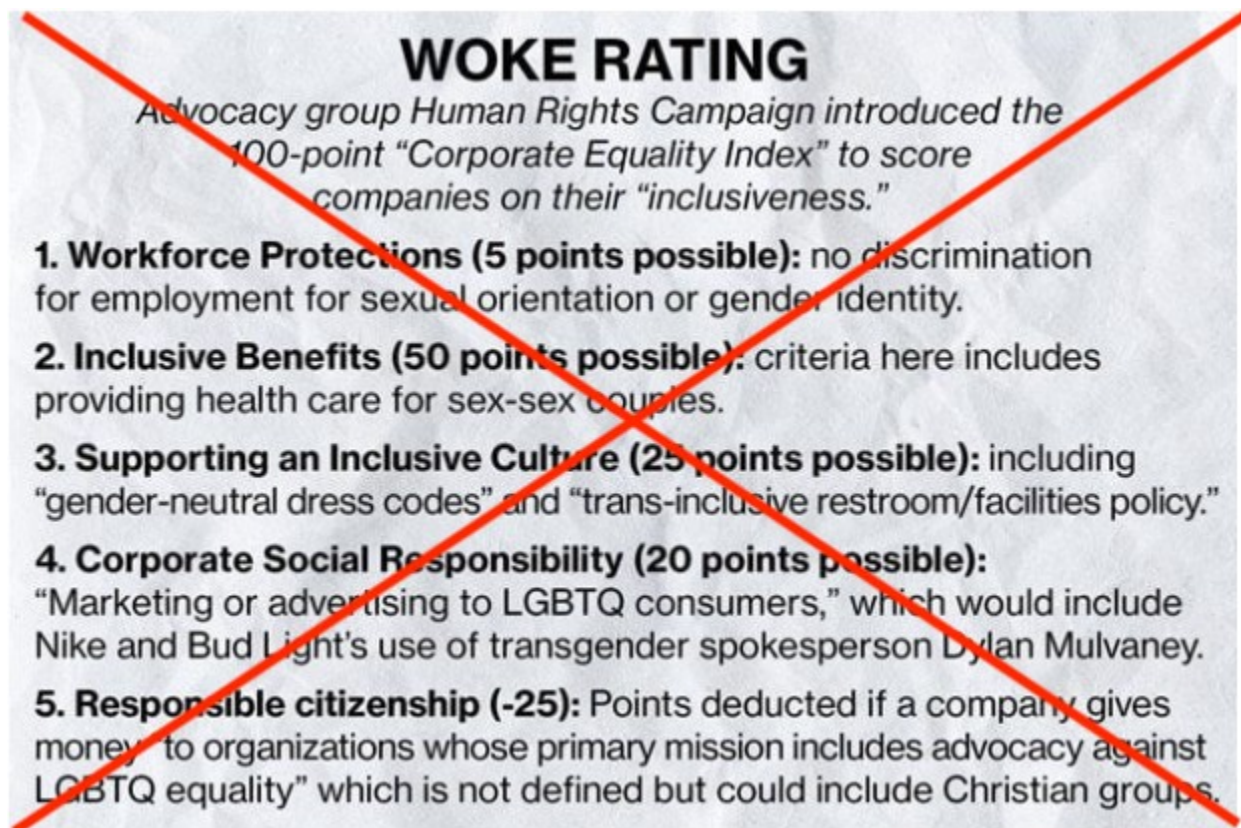 WOKE RATING
Advocacy group Human Rights Campaign introduced the
100-point “Corporate Equality Index” to score
companies on their “inclusiveness.”
1. Workforce Protections (5 points possible): no discrimination
for employment for sexual orientation or gender identity.
2. Inclusive Benefits (50 points possible): criteria here includes
providing health care for sex-sex couples.
3. Supporting an Inclusive Culture (25 points possible): including
“gender-neutral dress codes” and “trans-inclusive restroom/facilities policy.”
4. Corporate Social Responsibility (20 points possible):
“Marketing or advertising to LGBTQ consumers,” which would include
Nike and Bud Light’s use of transgender spokesperson Dylan Mulvaney.
5. Responsible citizenship (-25): Points deducted if a company gives
money to organizations whose primary mission includes advocacy against
LGBTQ equality” which is not defined but could include Christian groups.